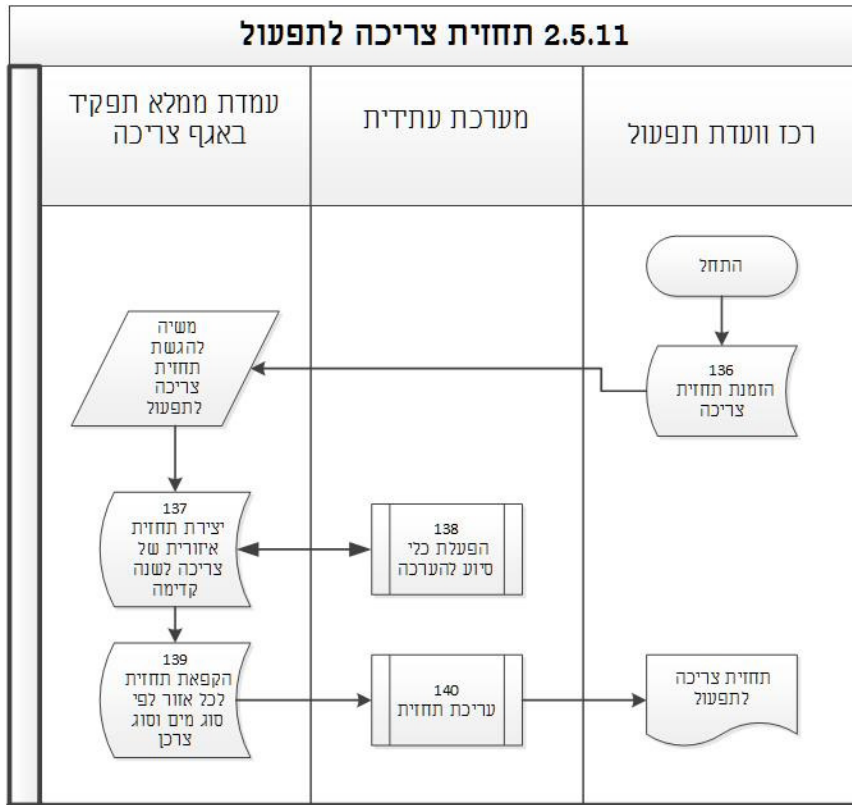 2.5.11 תחזית צריכה לתפעול
רכז וועדת תפעול
מערכת עתידית
עמדת ממלא תפקיד
באגף צריכה
התחל
136
הזמנת תחזית
צריכה
משיה
להגשת
תחזית
צריכה
לתפעול
137
יצירת תחזית
איזורית של
צריכה לשנה
קדימה
138
הפעלת כלי
סיוע להערכה
139
הקפאת תחזית
לכל אזור לפי
סוג מים וסוג
צרכן
140
עריכת תחזית
תחזית צריכה
לתפעול